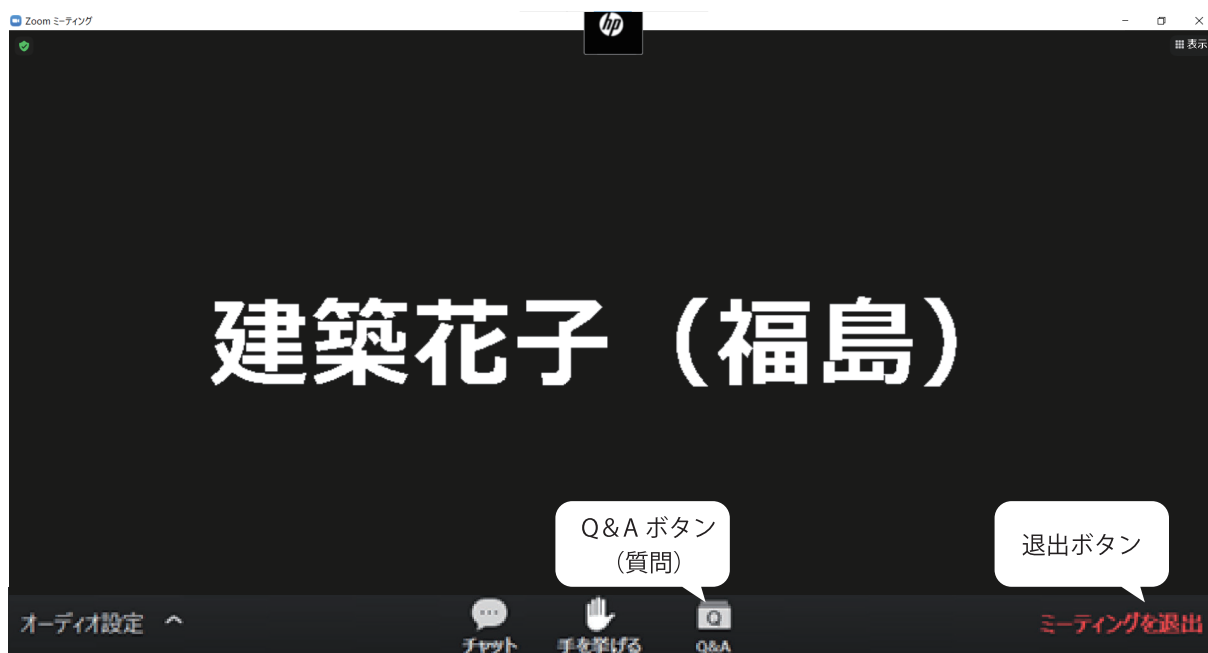 Zoom ミーティング
hp
表示
建築花子（福島）
Q&A ボタン
（質問）
退出ボタン
オーディオ設定
チャット
手を挙げる
Q
Q&A
ミーティングを退出